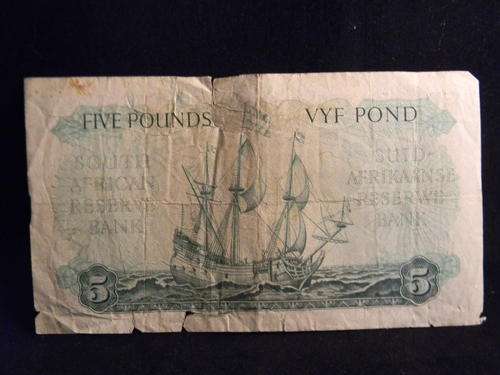 FIVE POUNDS VYF POND
SOUTH
AFRICAN
RESERVE
BANK
SUID-
AFRIKAANSE
RESERWE
BANK
5 5